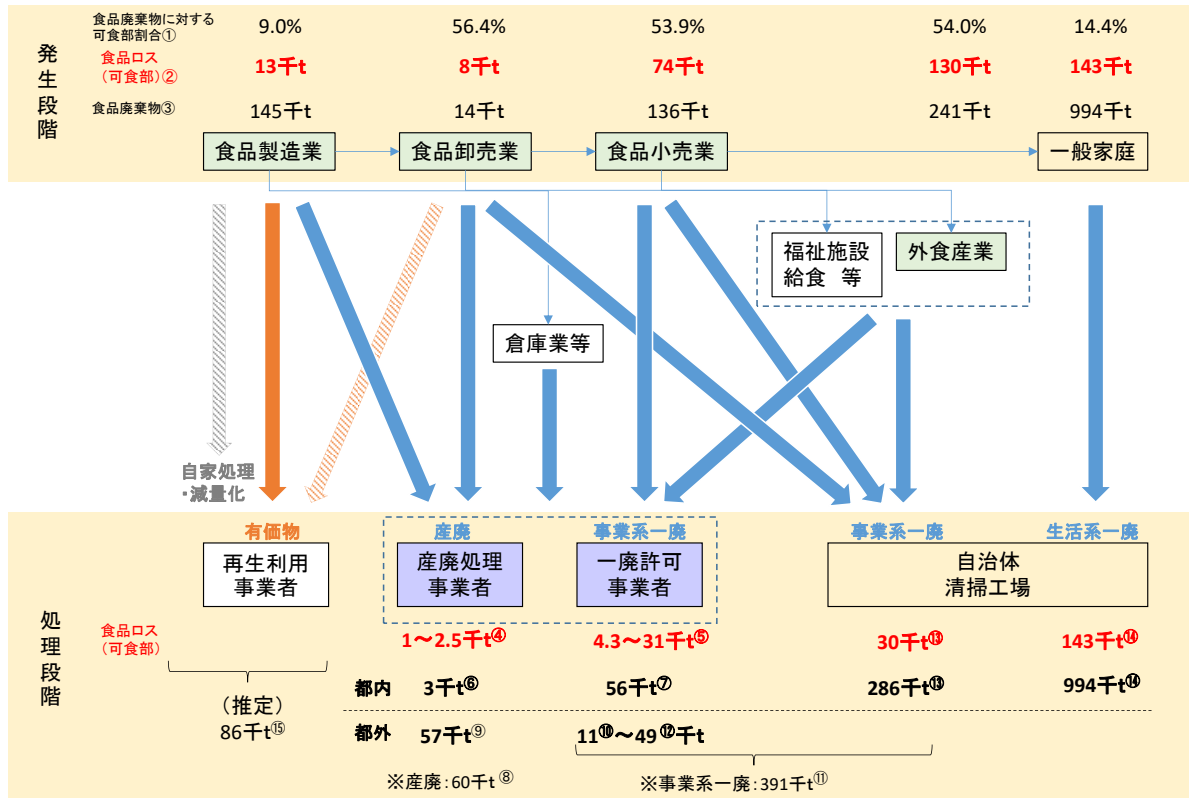 発生段階
食品廃棄物に対する
可食部割合①
9.0%
56.4%
53.9%
54.0%
14.4%
食品ロス
（可食部）②
13千t
8千t
74千t
130千t
143千t
食品廃棄物③
145千t
14千t
136千t
241千t
994千t
食品製造業
食品卸売業
食品小売業
一般家庭
福祉施設
給食　等
外食産業
倉庫業等
自家処理
・減量化
処理段階
有価物
産廃
事業系一廃
事業系一廃
生活系一廃
再生利用
事業者
産廃処理
事業者
一廃許可
事業者
自治体
清掃工場
食品ロス
（可食部）
1～2.5千t④
4.3～31千t⑤
30千t⑬
143千t⑭
（推定）
86千t⑮
都内
3千t⑥
56千t⑦
286千t⑬
994千t⑭
都外
57千t⑨
11⑩～49⑫千t
※産廃：60千t⑧
※事業系一廃：391千t⑪